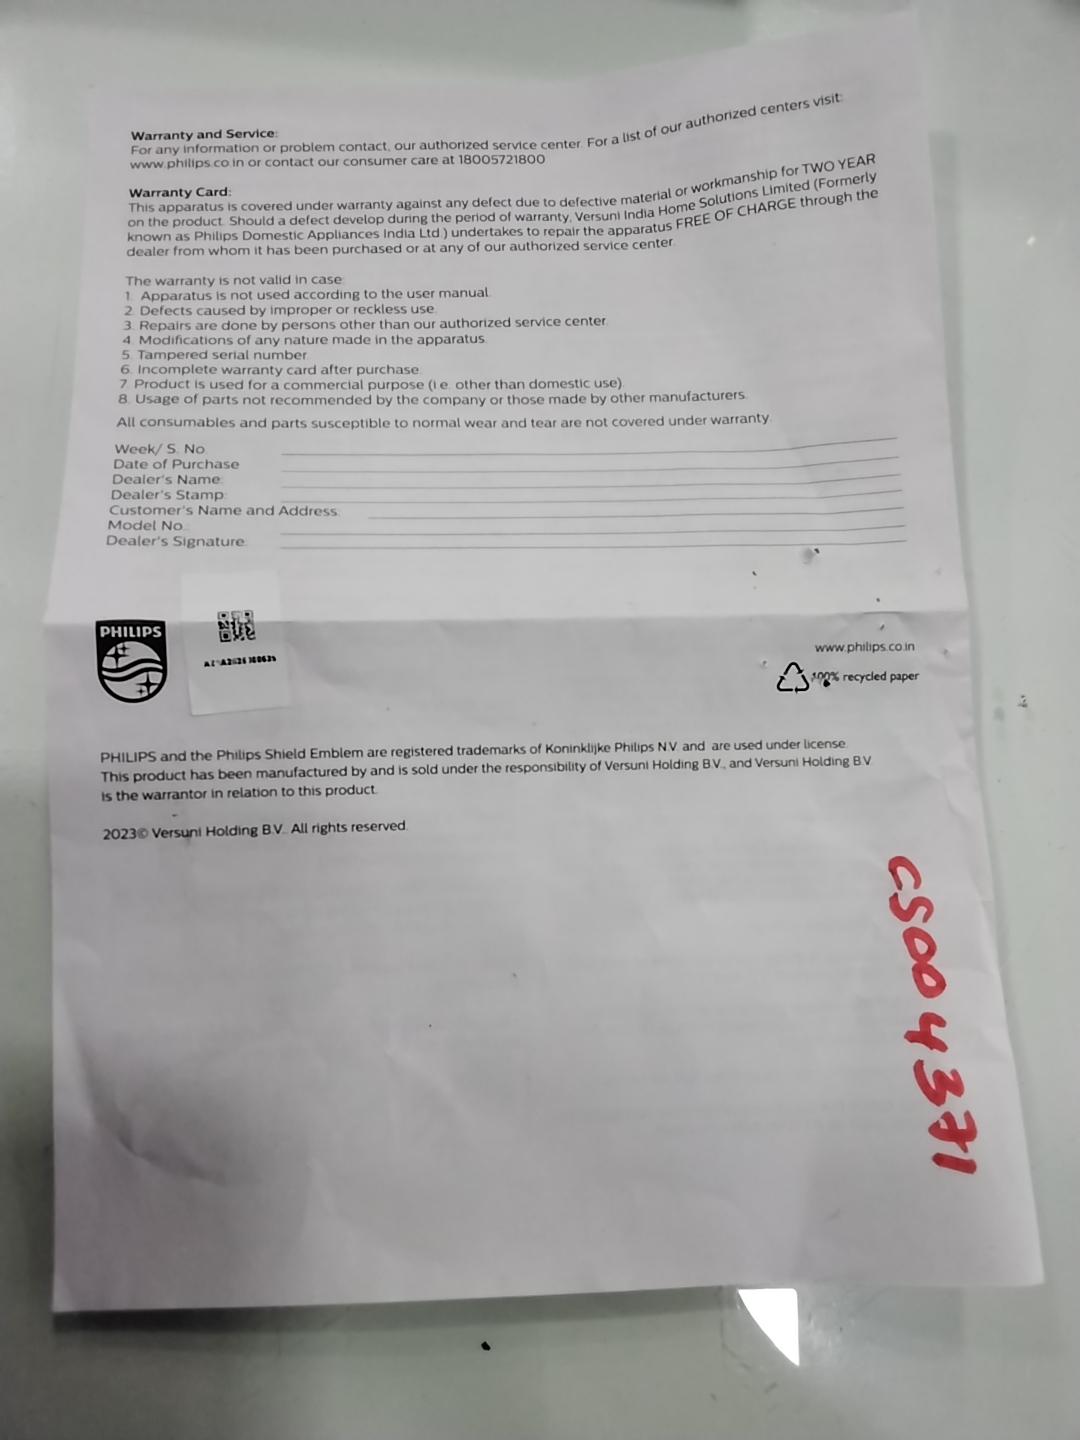 Warranty and Service:
For any information or problem contact, our authorized service center. For a list of our authorized centers visit:
www.philips.co.in or contact our consumer care at 18005721800
Warranty Card:
This apparatus is covered under warranty against any defect due to defective material or workmanship for TWO YEAR
on the product. Should a defect develop during the period of warranty, Versuni India Home Solutions Limited (Formerly
known as Philips Domestic Appliances India Ltd.) undertakes to repair the apparatus FREE OF CHARGE through the
dealer from whom it has been purchased or at any of our authorized service center.
The warranty is not valid in case:
1. Apparatus is not used according to the user manual.
2. Defects caused by improper or reckless use.
3. Repairs are done by persons other than our authorized service center.
4. Modifications of any nature made in the apparatus.
5. Tampered serial number.
6. Incomplete warranty card after purchase.
7. Product is used for a commercial purpose (i.e. other than domestic use).
8. Usage of parts not recommended by the company or those made by other manufacturers.
All consumables and parts susceptible to normal wear and tear are not covered under warranty.
Week/ S. No.
Date of Purchase
Dealer's Name:
Dealer's Stamp:
Customer's Name and Address:
Model No.:
Dealer's Signature:
PHILIPS
www.philips.co.in
100% recycled paper
PHILIPS and the Philips Shield Emblem are registered trademarks of Koninklijke Philips N.V. and are used under license.
This product has been manufactured by and is sold under the responsibility of Versuni Holding B.V., and Versuni Holding B.V.
is the warrantor in relation to this product.
2023© Versuni Holding B.V.. All rights reserved.
CS004371